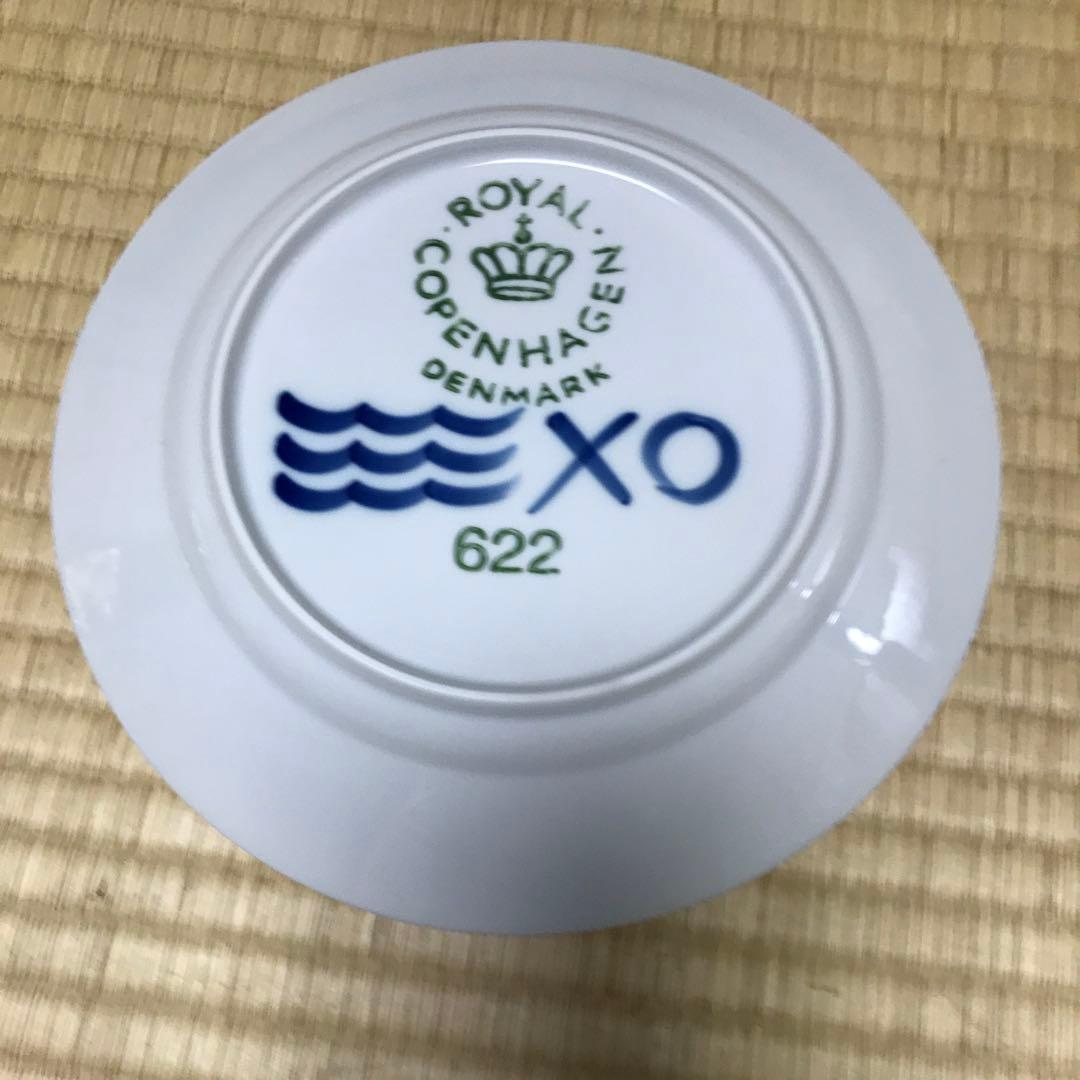 ROYAL
COPENHAGEN
DENMARK
XO
622